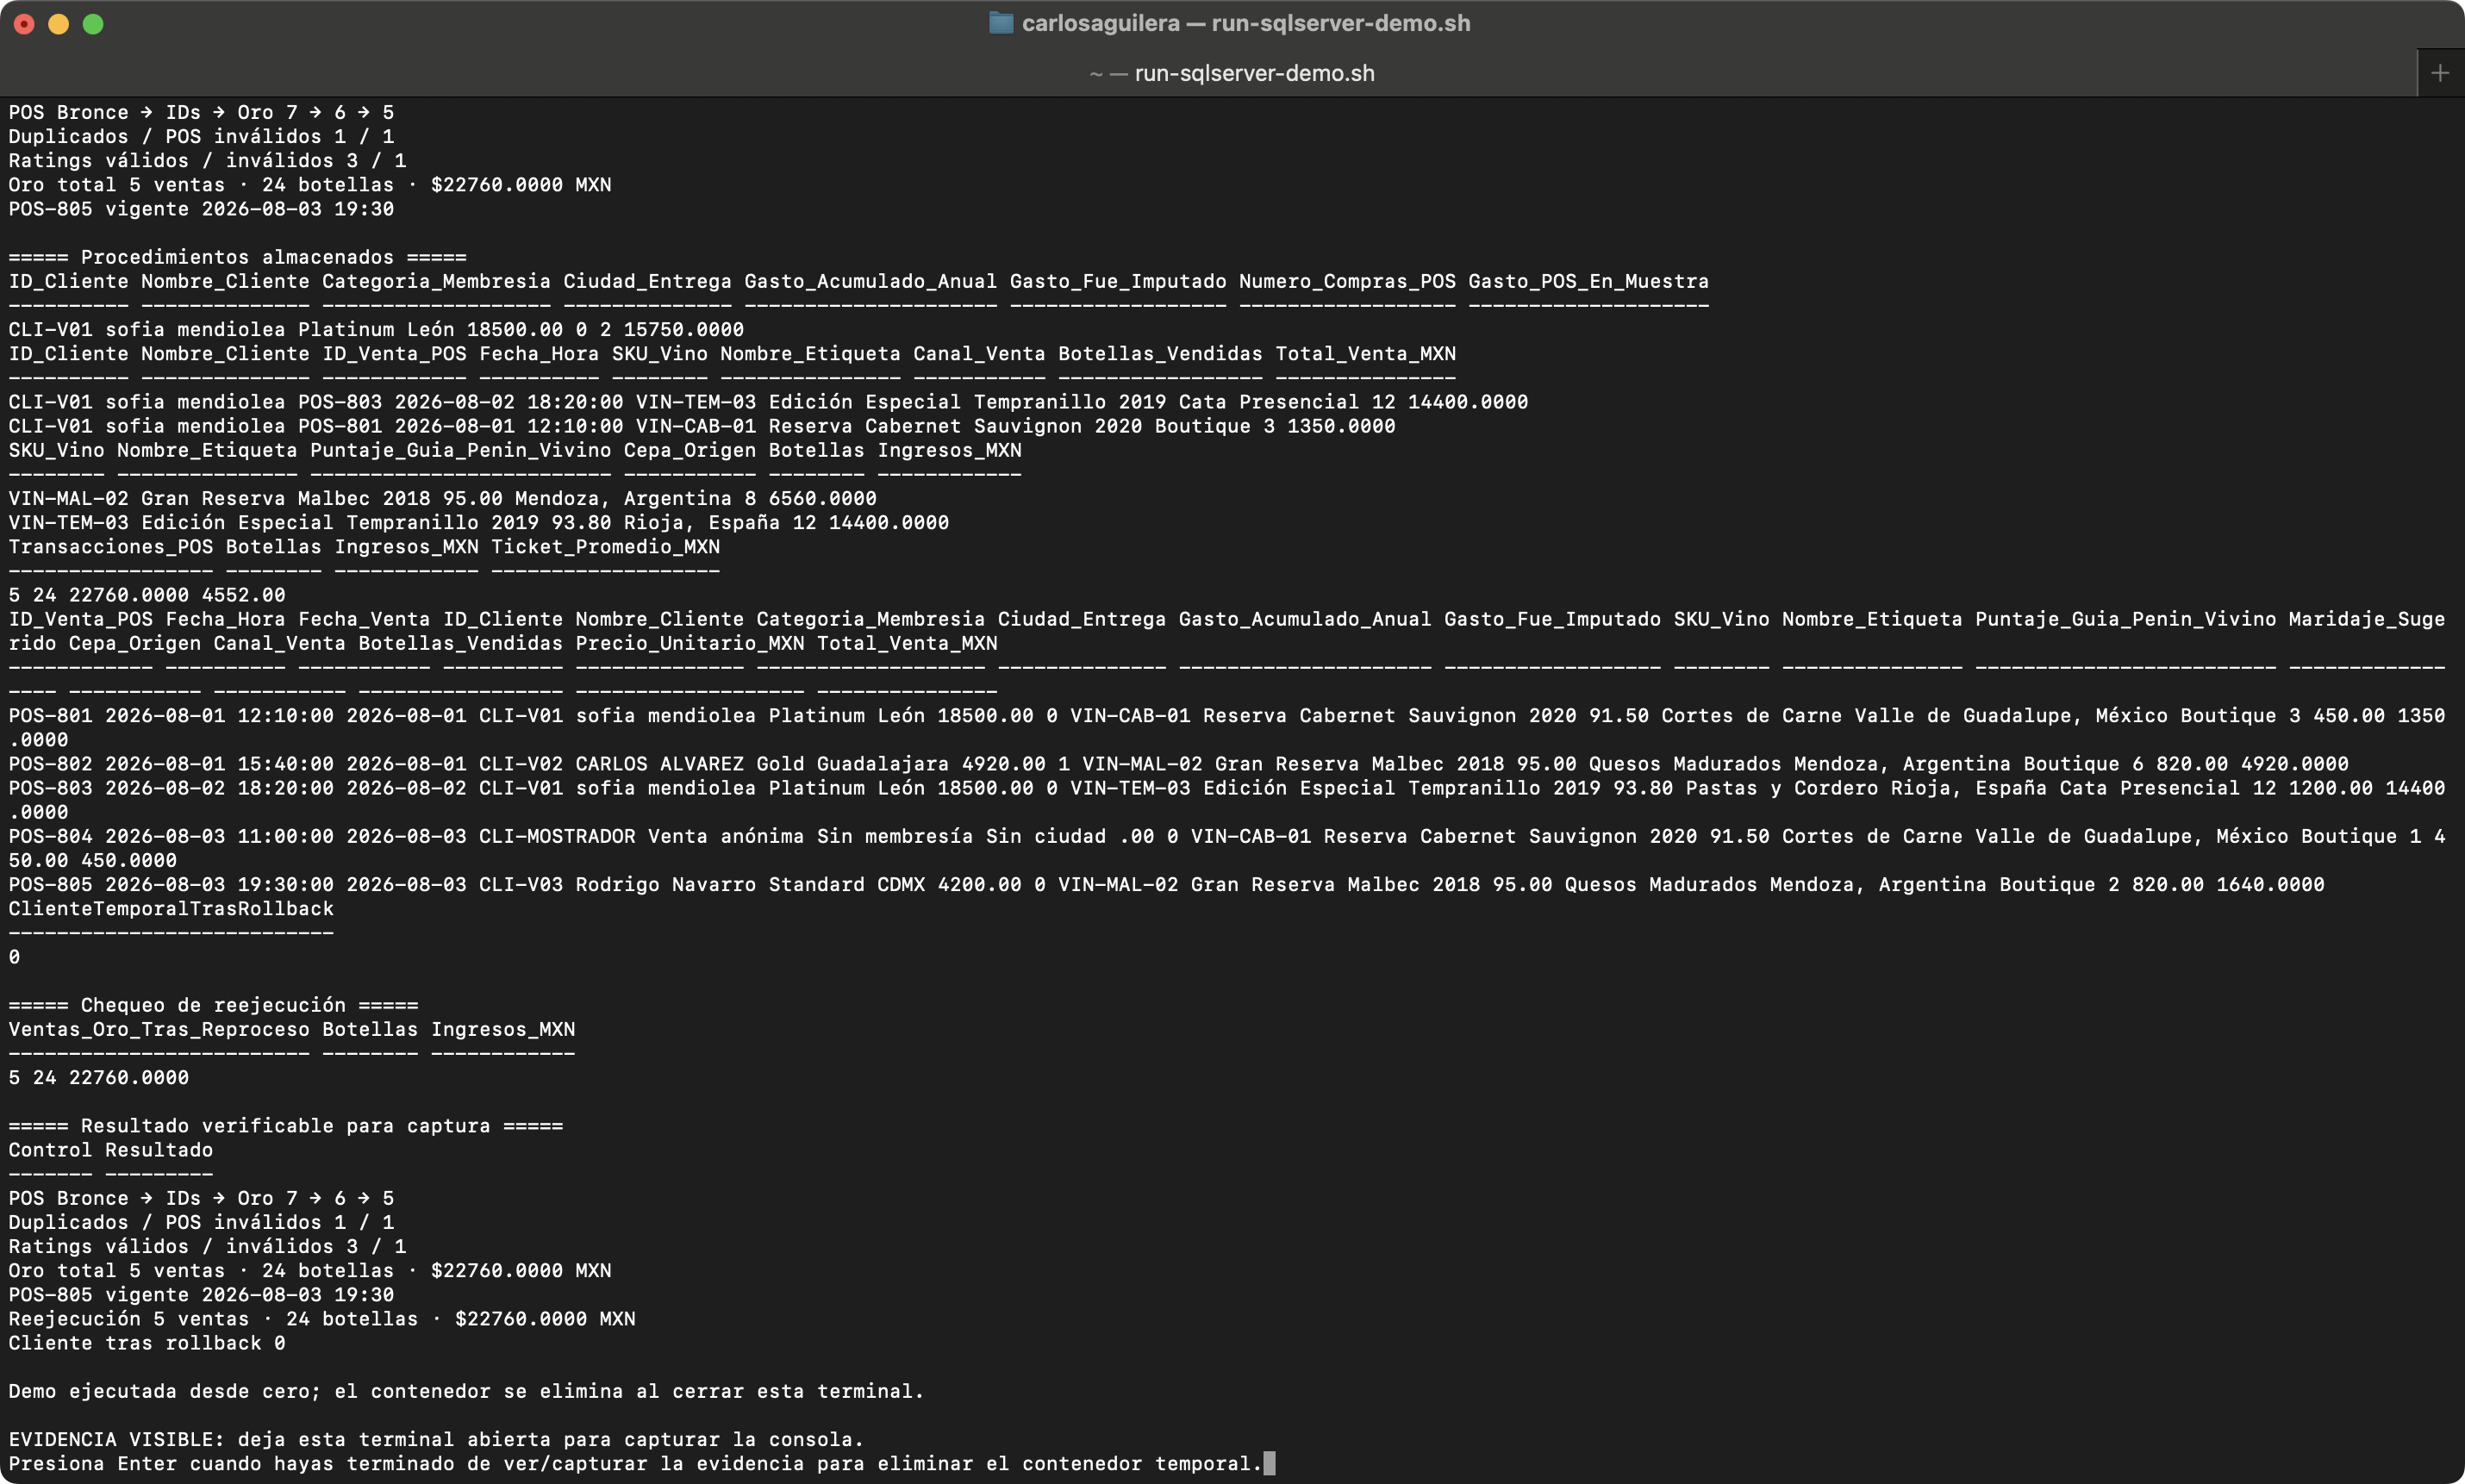 carlosaguilera — run-sqlserver-demo.sh
~ — run-sqlserver-demo.sh
POS Bronce → IDs → Oro 7 → 6 → 5
Duplicados / POS inválidos 1 / 1
Ratings válidos / inválidos 3 / 1
Oro total 5 ventas · 24 botellas · $22760.0000 MXN
POS-805 vigente 2026-08-03 19:30
===== Procedimientos almacenados =====
ID_Cliente Nombre_Cliente Categoria_Membresia Ciudad_Entrega Gasto_Acumulado_Anual Gasto_Fue_Imputado Numero_Compras_POS Gasto_POS_En_Muestra
---------- -------------- ------------------- -------------- --------------------- ------------------ ------------------ --------------------
CLI-V01 sofia mendiolea Platinum León 18500.00 0 2 15750.0000
ID_Cliente Nombre_Cliente ID_Venta_POS Fecha_Hora SKU_Vino Nombre_Etiqueta Canal_Venta Botellas_Vendidas Total_Venta_MXN
---------- -------------- ------------ ---------- -------- --------------- ----------- ----------------- ---------------
CLI-V01 sofia mendiolea POS-803 2026-08-02 18:20:00 VIN-TEM-03 Edición Especial Tempranillo 2019 Cata Presencial 12 14400.0000
CLI-V01 sofia mendiolea POS-801 2026-08-01 12:10:00 VIN-CAB-01 Reserva Cabernet Sauvignon 2020 Boutique 3 1350.0000
SKU_Vino Nombre_Etiqueta Puntaje_Guia_Penin_Vivino Cepa_Origen Botellas Ingresos_MXN
-------- --------------- ------------------------- ----------- -------- ------------
VIN-MAL-02 Gran Reserva Malbec 2018 95.00 Mendoza, Argentina 8 6560.0000
VIN-TEM-03 Edición Especial Tempranillo 2019 93.80 Rioja, España 12 14400.0000
Transacciones_POS Botellas Ingresos_MXN Ticket_Promedio_MXN
----------------- -------- ------------ -------------------
5 24 22760.0000 4552.00
ID_Venta_POS Fecha_Hora Fecha_Venta ID_Cliente Nombre_Cliente Categoria_Membresia Ciudad_Entrega Gasto_Acumulado_Anual Gasto_Fue_Imputado SKU_Vino Nombre_Etiqueta Puntaje_Guia_Penin_Vivino Maridaje_Suge
rido Cepa_Origen Canal_Venta Botellas_Vendidas Precio_Unitario_MXN Total_Venta_MXN
------------ ---------- ----------- ---------- -------------- ------------------- -------------- --------------------- ------------------ -------- --------------- ------------------------- -------------
---- ----------- ----------- ----------------- ------------------- ---------------
POS-801 2026-08-01 12:10:00 2026-08-01 CLI-V01 sofia mendiolea Platinum León 18500.00 0 VIN-CAB-01 Reserva Cabernet Sauvignon 2020 91.50 Cortes de Carne Valle de Guadalupe, México Boutique 3 450.00 1350
.0000
POS-802 2026-08-01 15:40:00 2026-08-01 CLI-V02 CARLOS ALVAREZ Gold Guadalajara 4920.00 1 VIN-MAL-02 Gran Reserva Malbec 2018 95.00 Quesos Madurados Mendoza, Argentina Boutique 6 820.00 4920.0000
POS-803 2026-08-02 18:20:00 2026-08-02 CLI-V01 sofia mendiolea Platinum León 18500.00 0 VIN-TEM-03 Edición Especial Tempranillo 2019 93.80 Pastas y Cordero Rioja, España Cata Presencial 12 1200.00 14400
.0000
POS-804 2026-08-03 11:00:00 2026-08-03 CLI-MOSTRADOR Venta anónima Sin membresía Sin ciudad .00 0 VIN-CAB-01 Reserva Cabernet Sauvignon 2020 91.50 Cortes de Carne Valle de Guadalupe, México Boutique 1 4
50.00 450.0000
POS-805 2026-08-03 19:30:00 2026-08-03 CLI-V03 Rodrigo Navarro Standard CDMX 4200.00 0 VIN-MAL-02 Gran Reserva Malbec 2018 95.00 Quesos Madurados Mendoza, Argentina Boutique 2 820.00 1640.0000
ClienteTemporalTrasRollback
---------------------------
0
===== Chequeo de reejecución =====
Ventas_Oro_Tras_Reproceso Botellas Ingresos_MXN
------------------------- -------- ------------
5 24 22760.0000
===== Resultado verificable para captura =====
Control Resultado
------- ---------
POS Bronce → IDs → Oro 7 → 6 → 5
Duplicados / POS inválidos 1 / 1
Ratings válidos / inválidos 3 / 1
Oro total 5 ventas · 24 botellas · $22760.0000 MXN
POS-805 vigente 2026-08-03 19:30
Reejecución 5 ventas · 24 botellas · $22760.0000 MXN
Cliente tras rollback 0
Demo ejecutada desde cero; el contenedor se elimina al cerrar esta terminal.
EVIDENCIA VISIBLE: deja esta terminal abierta para capturar la consola.
Presiona Enter cuando hayas terminado de ver/capturar la evidencia para eliminar el contenedor temporal.